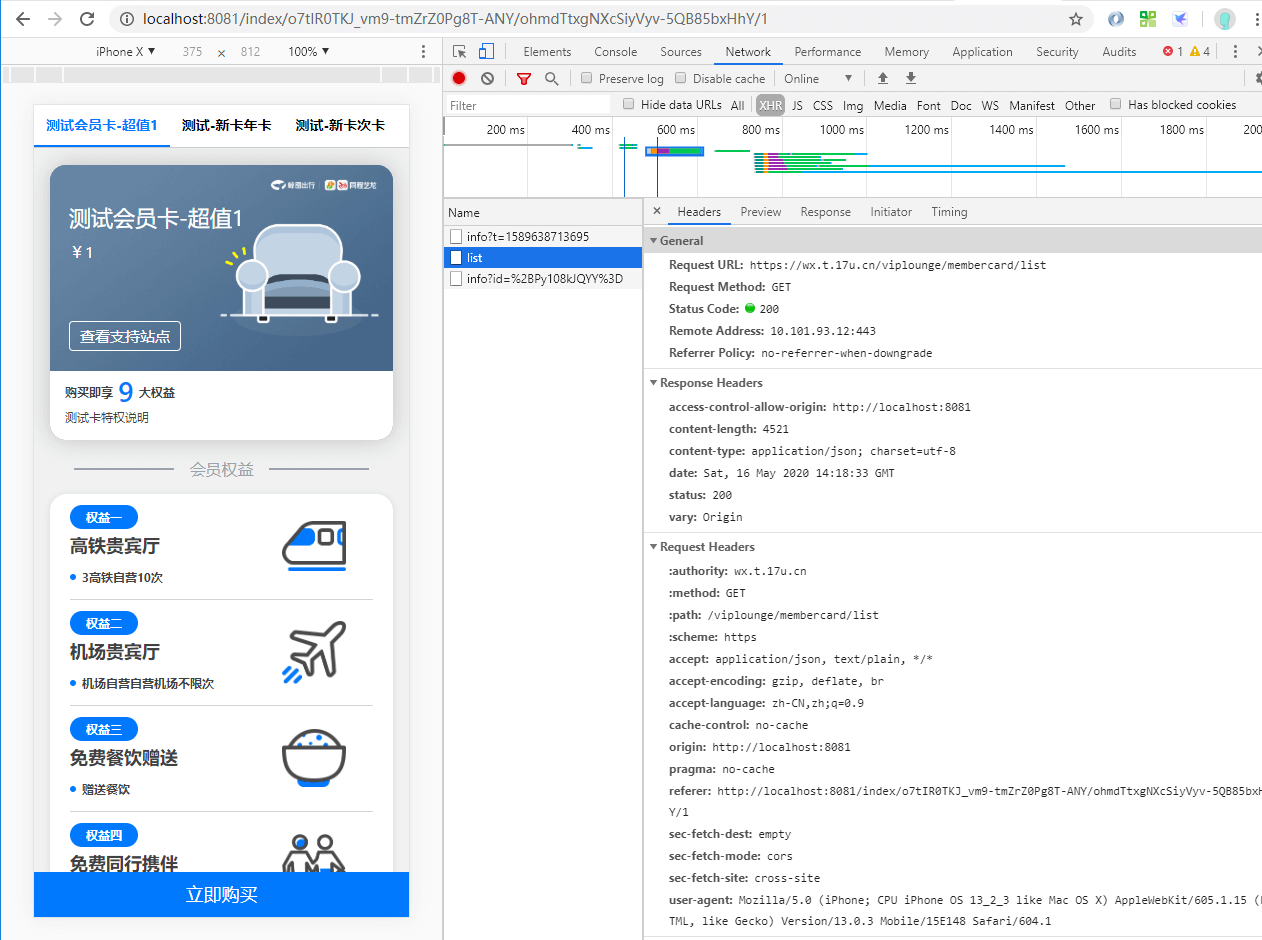 localhost:8081/index/o7tIR0TKJ_vm9-tmZrZ0Pg8T-ANY/ohmdTtxgNXcSiyVyv-5QB85bxHhY/1
iPhone X ▼ 375 × 812 100% ▼
Elements Console Sources Network Performance Memory Application Security Audits 1 4
Preserve log Disable cache Online ▼
Filter Hide data URLs All XHR JS CSS Img Media Font Doc WS Manifest Other Has blocked cookies
200 ms 400 ms 600 ms 800 ms 1000 ms 1200 ms 1400 ms 1600 ms 1800 ms 200
测试会员卡-超值1 测试-新卡年卡 测试-新卡次卡
同程艺龙
测试会员卡-超值1
¥1
查看支持站点
购买即享 9 大权益
测试卡特权说明
会员权益
权益一
高铁贵宾厅
3高铁自营10次
权益二
机场贵宾厅
机场自营自营机场不限次
权益三
免费餐饮赠送
赠送餐饮
权益四
免费同行携伴
立即购买
Name
info?t=1589638713695
list
info?id=%2BPy108kJQYY%3D
× Headers Preview Response Initiator Timing
General
Request URL: https://wx.t.17u.cn/viplounge/membercard/list
Request Method: GET
Status Code: 200
Remote Address: 10.101.93.12:443
Referrer Policy: no-referrer-when-downgrade
Response Headers
access-control-allow-origin: http://localhost:8081
content-length: 4521
content-type: application/json; charset=utf-8
date: Sat, 16 May 2020 14:18:33 GMT
status: 200
vary: Origin
Request Headers
:authority: wx.t.17u.cn
:method: GET
:path: /viplounge/membercard/list
:scheme: https
accept: application/json, text/plain, */*
accept-encoding: gzip, deflate, br
accept-language: zh-CN,zh;q=0.9
cache-control: no-cache
origin: http://localhost:8081
pragma: no-cache
referer: http://localhost:8081/index/o7tIR0TKJ_vm9-tmZrZ0Pg8T-ANY/ohmdTtxgNXcSiyVyv-5QB85bxH
Y/1
sec-fetch-dest: empty
sec-fetch-mode: cors
sec-fetch-site: cross-site
user-agent: Mozilla/5.0 (iPhone; CPU iPhone OS 13_2_3 like Mac OS X) AppleWebKit/605.1.15 (
TML, like Gecko) Version/13.0.3 Mobile/15E148 Safari/604.1